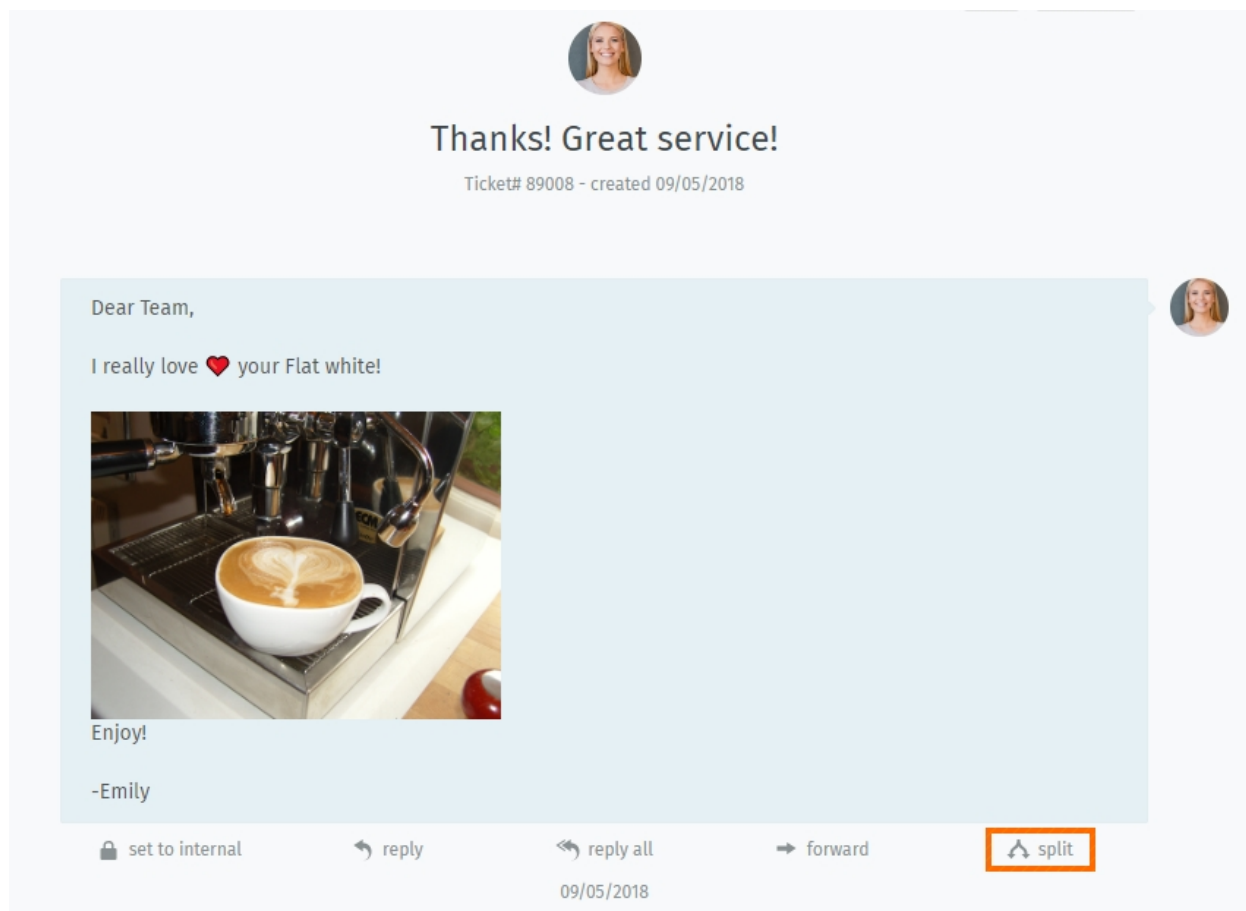 Thanks! Great service!
Ticket# 89008 - created 09/05/2018
Dear Team,
I really love ❤ your Flat white!
ECM
Enjoy!
-Emily
set to internal
reply
reply all
forward
split
09/05/2018